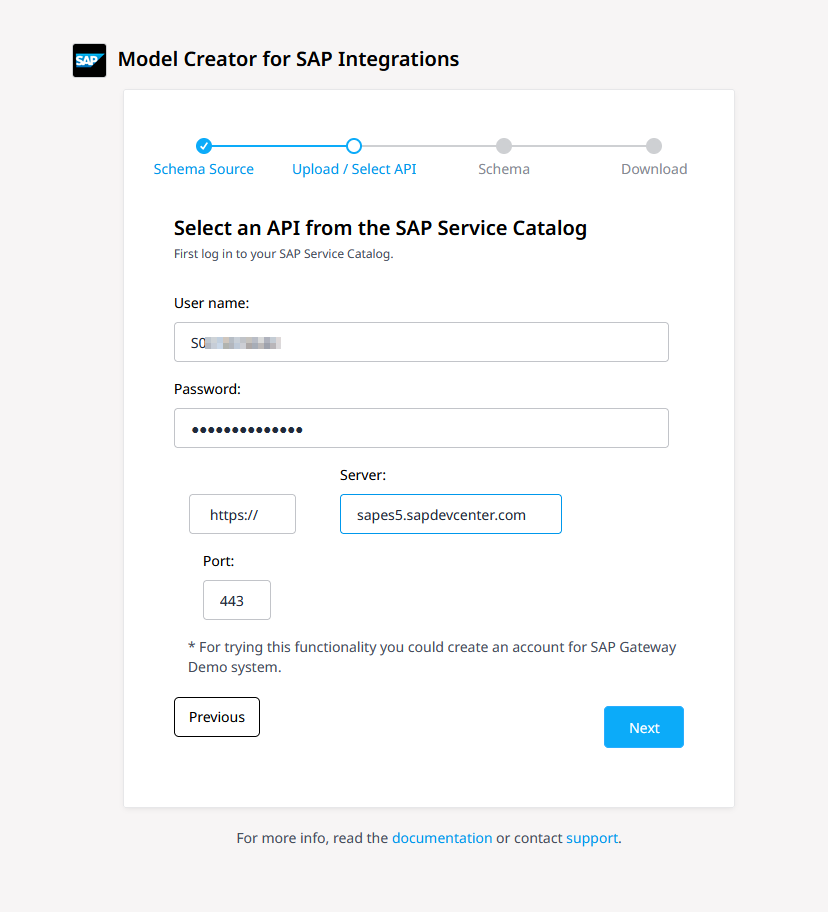 SAP
Model Creator for SAP Integrations
Schema Source
Upload / Select API
Schema
Download
Select an API from the SAP Service Catalog
First log in to your SAP Service Catalog.
User name:
S0
Password:
••••••••••••••
Server:
https://
sapes5.sapdevcenter.com
Port:
443
* For trying this functionality you could create an account for SAP Gateway
Demo system.
Previous
Next
For more info, read the documentation or contact support.